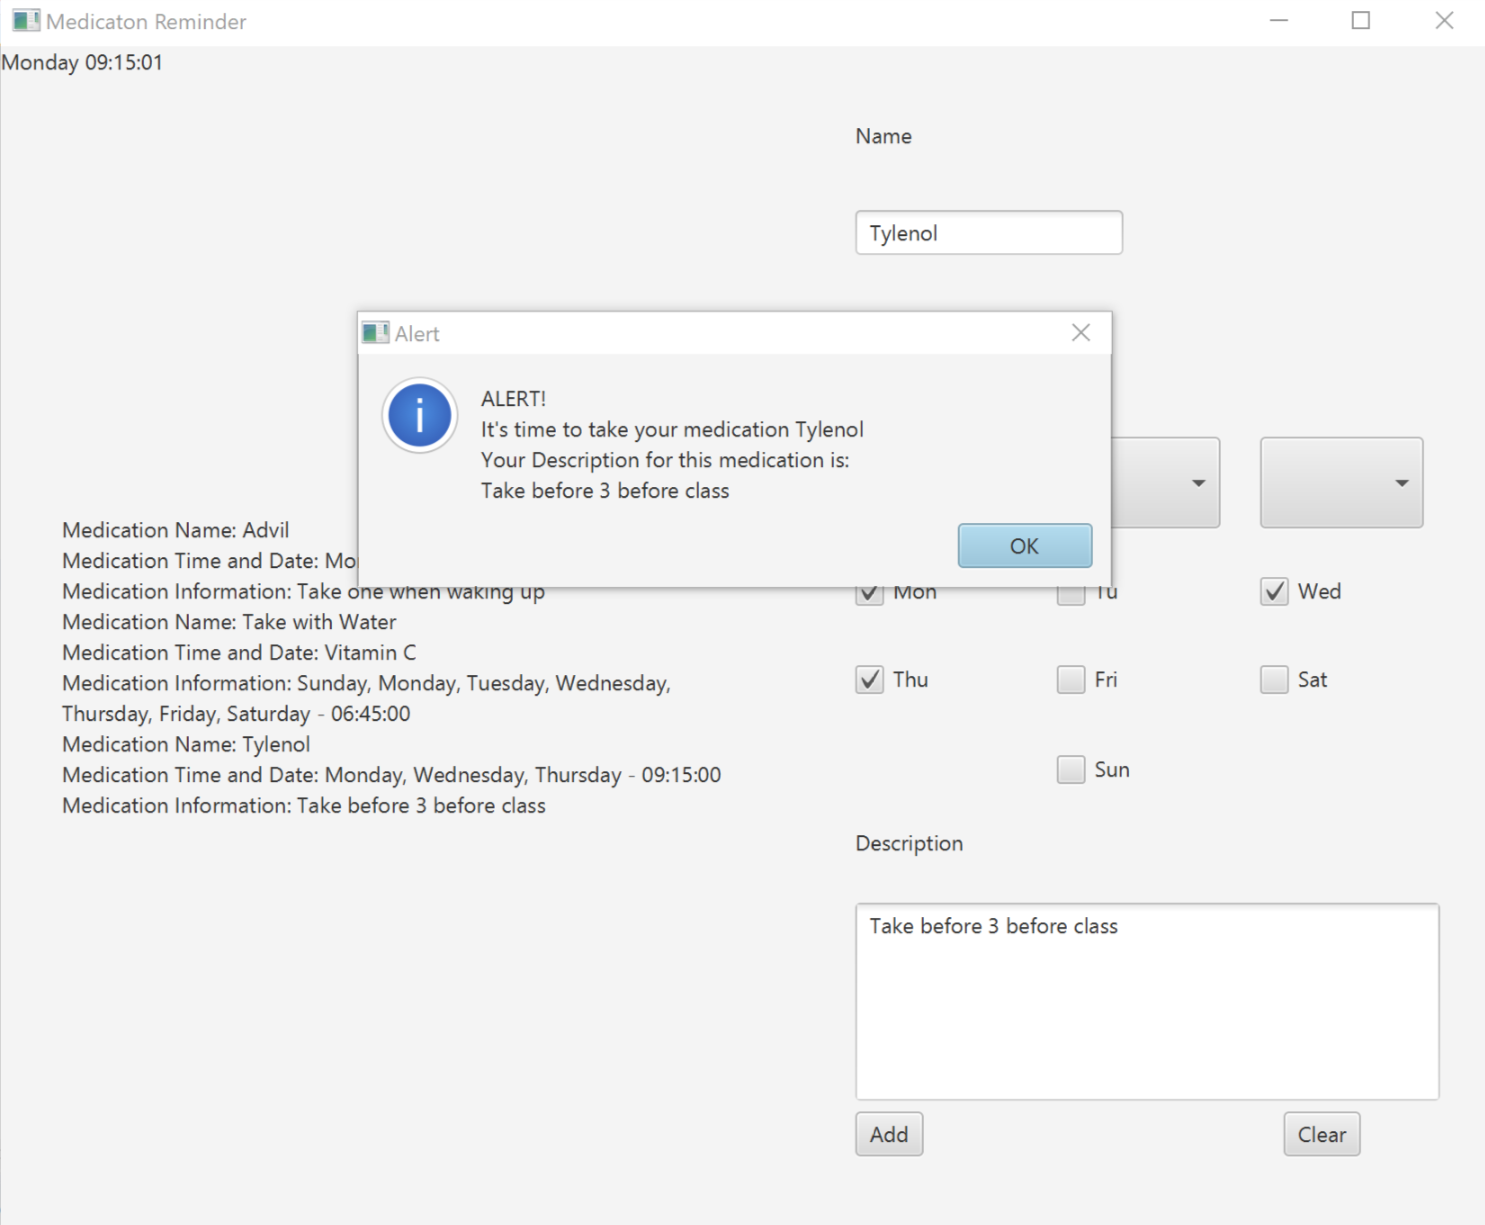 Medicaton Reminder
Monday 09:15:01
Name
Tylenol
Alert
ALERT!
It's time to take your medication Tylenol
Your Description for this medication is:
Take before 3 before class
OK
Medication Name: Advil
Medication Time and Date:
Medication Information: Take one when waking up
Medication Name: Take with Water
Medication Time and Date: Vitamin C
Medication Information: Sunday, Monday, Tuesday, Wednesday,
Thursday, Friday, Saturday - 06:45:00
Medication Name: Tylenol
Medication Time and Date: Monday, Wednesday, Thursday - 09:15:00
Medication Information: Take before 3 before class
Mon
Tu
Wed
Thu
Fri
Sat
Sun
Description
Take before 3 before class
Add
Clear